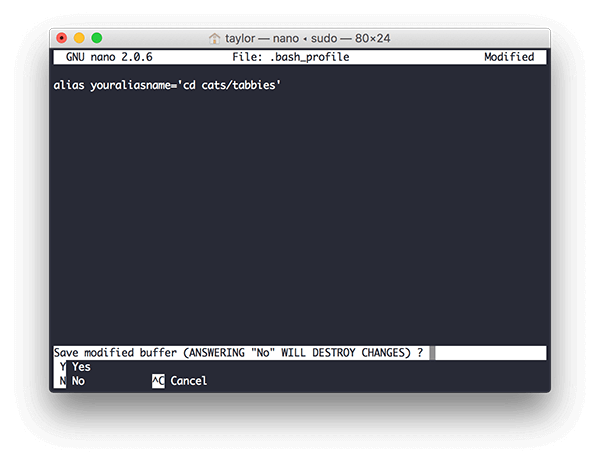 taylor — nano ◂ sudo — 80×24
GNU nano 2.0.6 File: .bash_profile Modified
alias youraliasname='cd cats/tabbies'
Save modified buffer (ANSWERING "No" WILL DESTROY CHANGES) ?
Y Yes
N No ^C Cancel